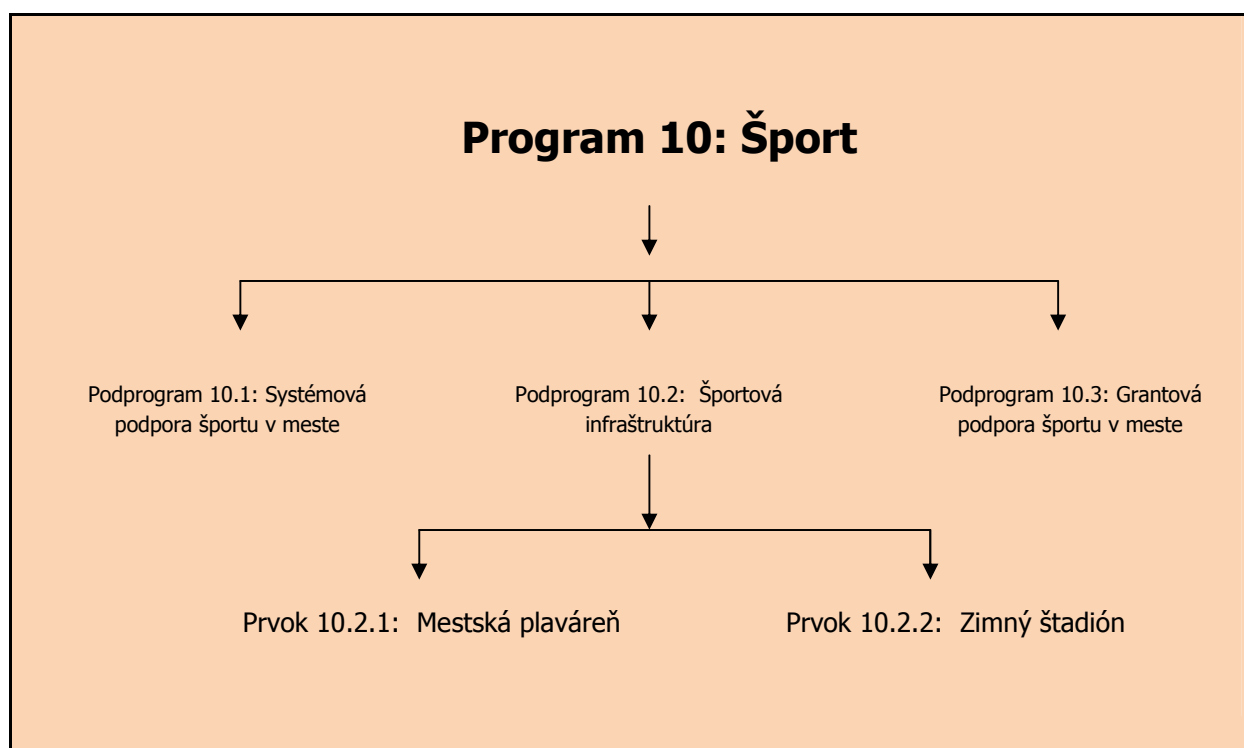 Program 10: Šport
Podprogram 10.1: Systémová
podpora športu v meste
Podprogram 10.2: Športová
infraštruktúra
Podprogram 10.3: Grantová
podpora športu v meste
Prvok 10.2.1: Mestská plaváreň
Prvok 10.2.2: Zimný štadión